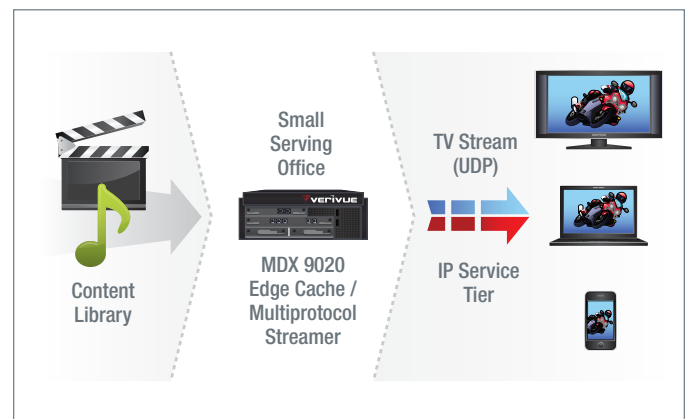 Content
Library
Small
Serving
Office
VERIVUE
MDX 9020
Edge Cache /
Multiprotocol
Streamer
TV Stream
(UDP)
IP Service
Tier